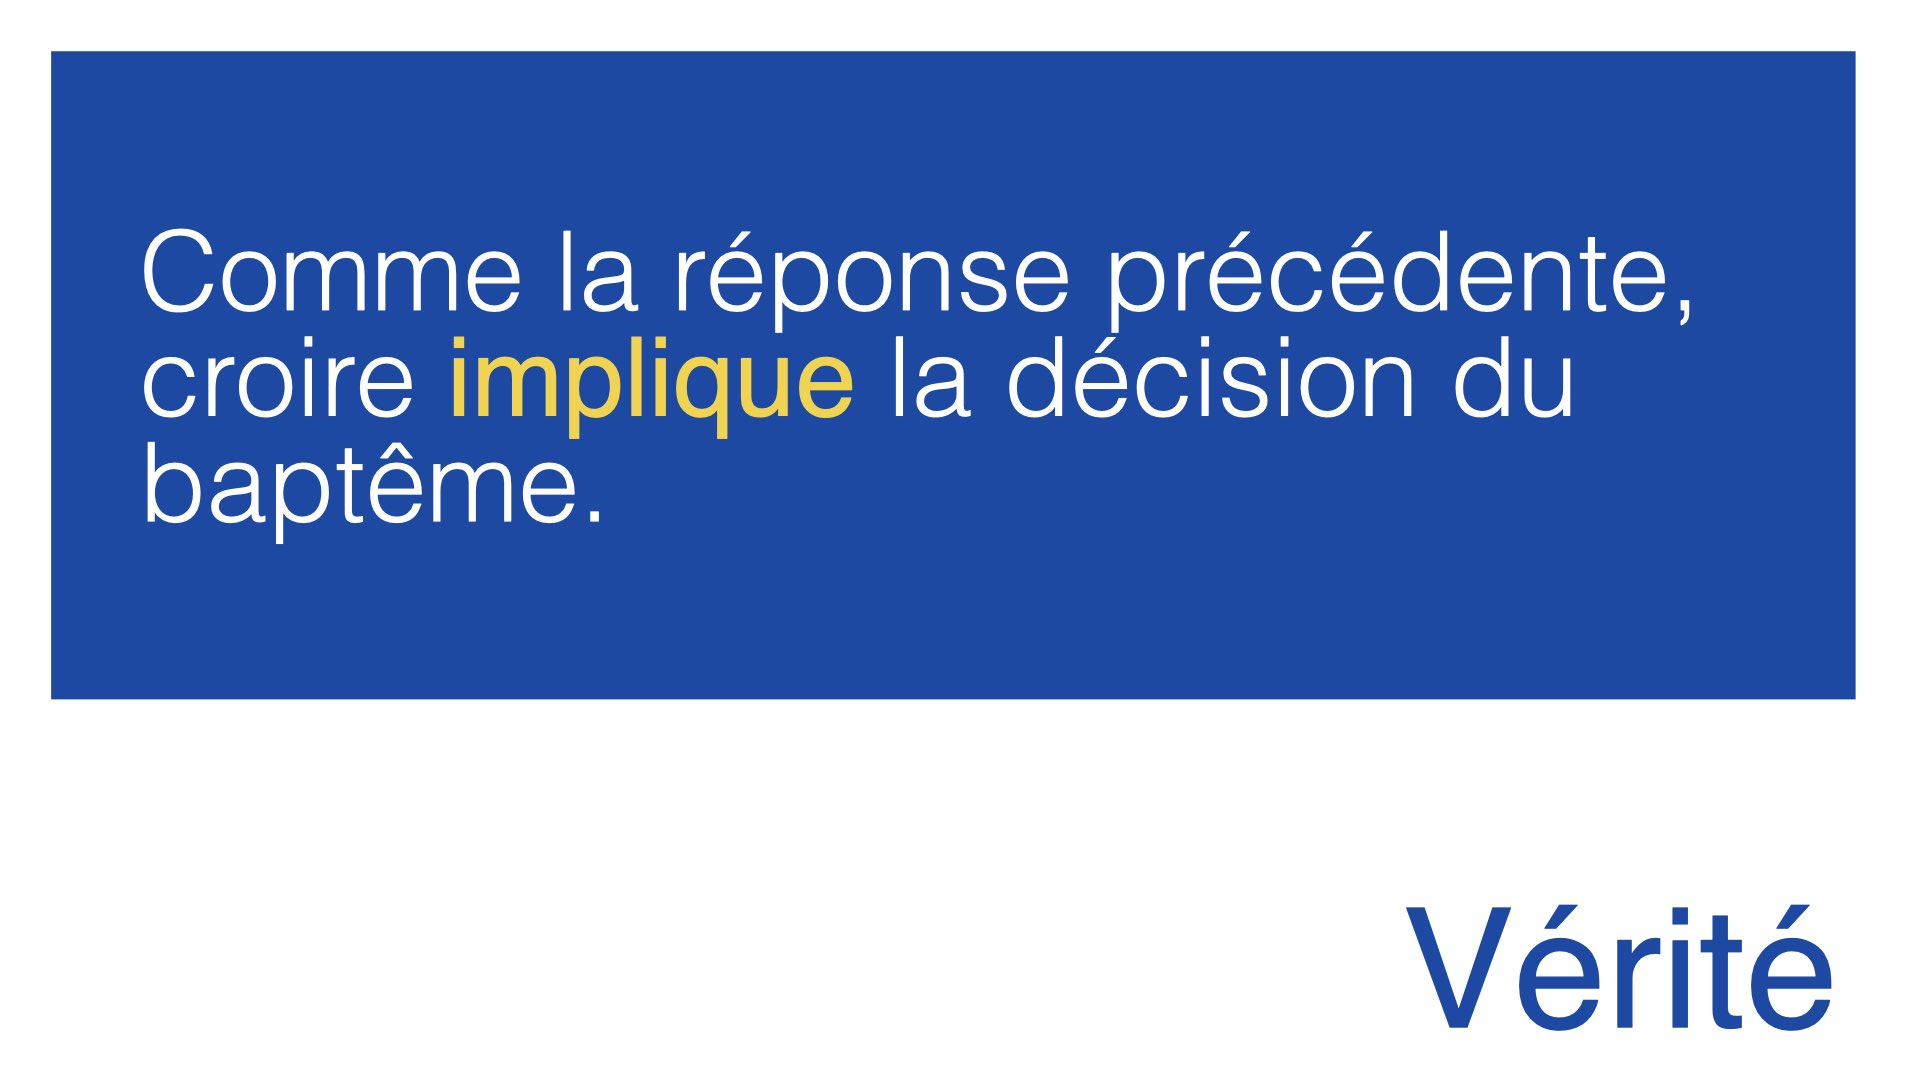 Comme la réponse précédente,
croire implique la décision du
baptême.
Vérité